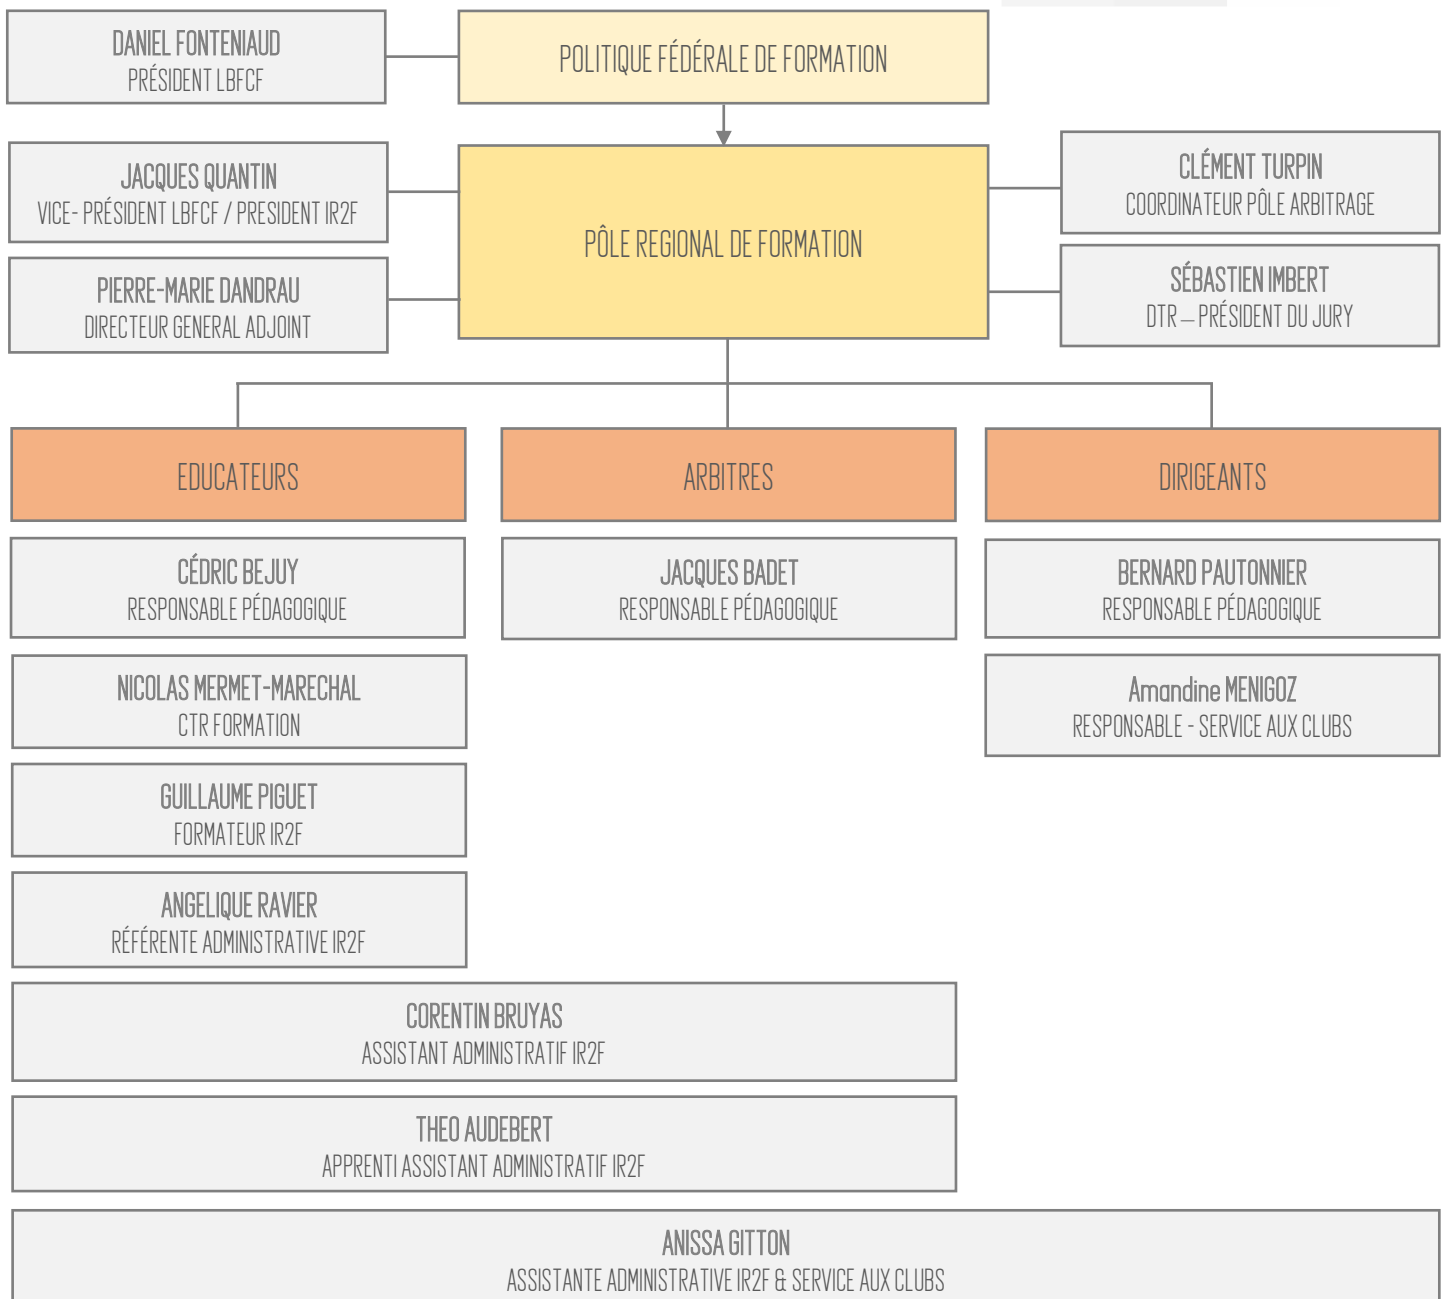 DANIEL FONTENIAUD
PRÉSIDENT LBFCF
POLITIQUE FÉDÉRALE DE FORMATION
JACQUES QUANTIN
VICE- PRÉSIDENT LBFCF / PRESIDENT IR2F
PIERRE-MARIE DANDRAU
DIRECTEUR GENERAL ADJOINT
PÔLE REGIONAL DE FORMATION
CLÉMENT TURPIN
COORDINATEUR PÔLE ARBITRAGE
SÉBASTIEN IMBERT
DTR – PRÉSIDENT DU JURY
EDUCATEURS
ARBITRES
DIRIGEANTS
CÉDRIC BEJUY
RESPONSABLE PÉDAGOGIQUE
JACQUES BADET
RESPONSABLE PÉDAGOGIQUE
BERNARD PAUTONNIER
RESPONSABLE PÉDAGOGIQUE
NICOLAS MERMET-MARECHAL
CTR FORMATION
Amandine MENIGOZ
RESPONSABLE - SERVICE AUX CLUBS
GUILLAUME PIGUET
FORMATEUR IR2F
ANGELIQUE RAVIER
RÉFÉRENTE ADMINISTRATIVE IR2F
CORENTIN BRUYAS
ASSISTANT ADMINISTRATIF IR2F
THEO AUDEBERT
APPRENTI ASSISTANT ADMINISTRATIF IR2F
ANISSA GITTON
ASSISTANTE ADMINISTRATIVE IR2F & SERVICE AUX CLUBS